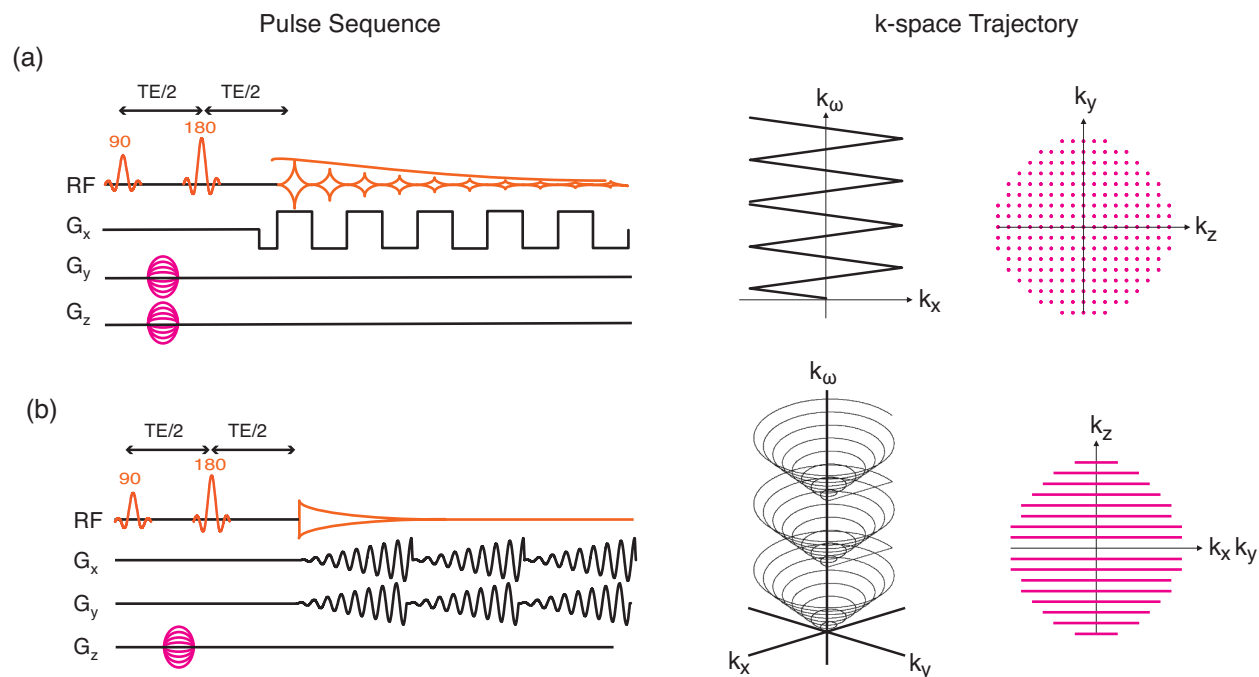 Pulse Sequence
k-space Trajectory
(a)
TE/2 TE/2
90 180
RF
Gx
Gy
Gz
kω
kx
ky
kz
(b)
TE/2 TE/2
90 180
RF
Gx
Gy
Gz
kω
kx ky
kz
kx ky